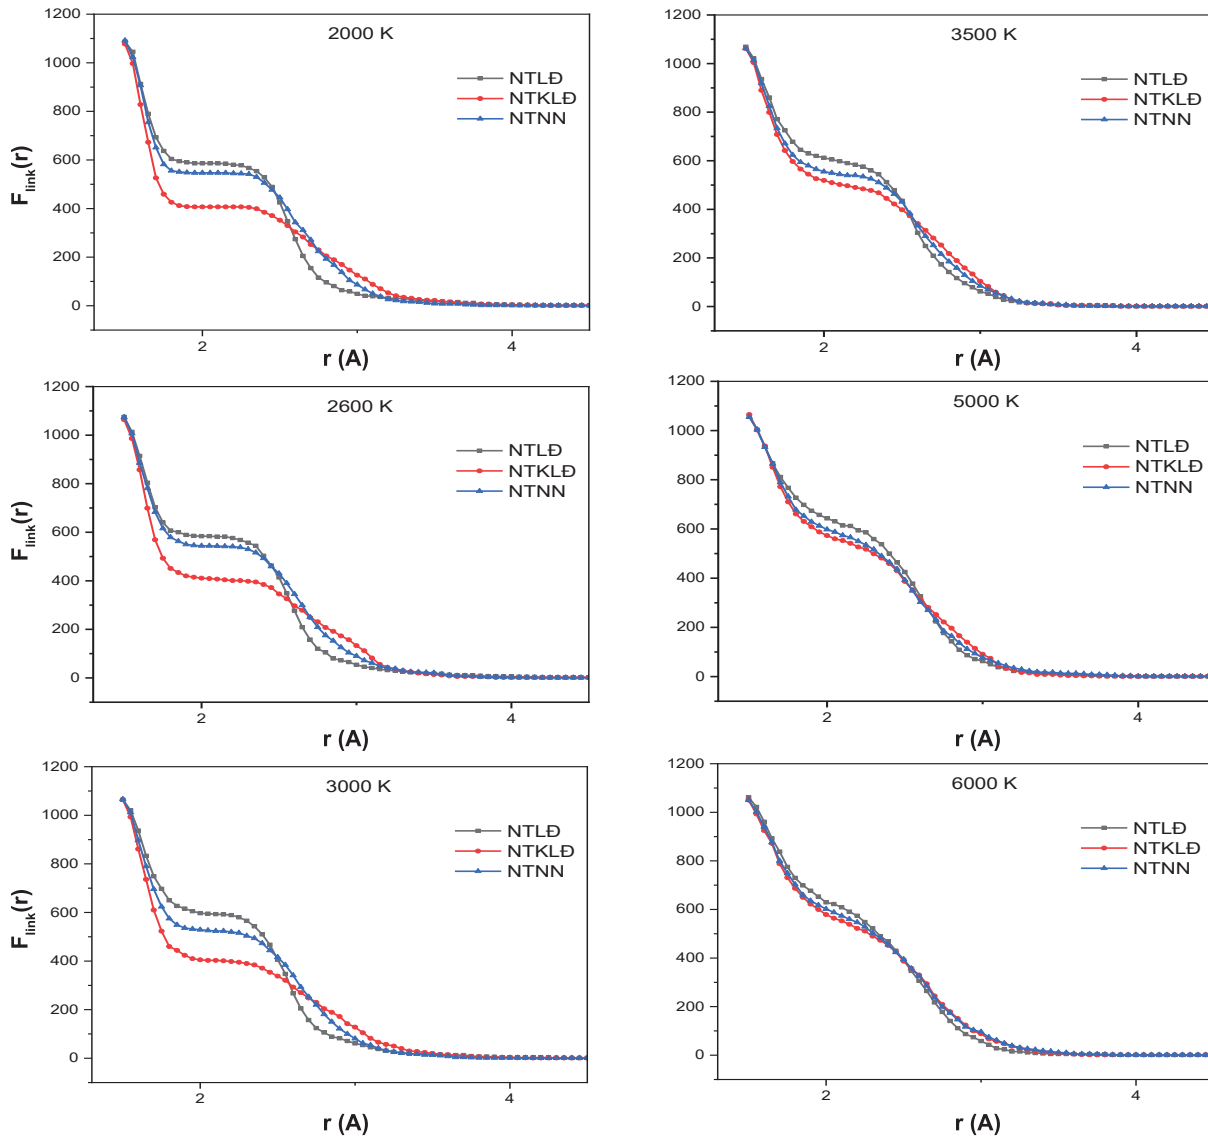 2000 K
NTLĐ
NTKLĐ
NTNN
1200
1000
800
600
400
200
0
F_link(r)
2
4
r (A)
3500 K
NTLĐ
NTKLĐ
NTNN
1200
1000
800
600
400
200
0
2
4
r (A)
2600 K
NTLĐ
NTKLĐ
NTNN
1200
1000
800
600
400
200
0
F_link(r)
2
4
r (A)
5000 K
NTLĐ
NTKLĐ
NTNN
1200
1000
800
600
400
200
0
2
4
r (A)
3000 K
NTLĐ
NTKLĐ
NTNN
1200
1000
800
600
400
200
0
F_link(r)
2
4
r (A)
6000 K
NTLĐ
NTKLĐ
NTNN
1200
1000
800
600
400
200
0
2
4
r (A)